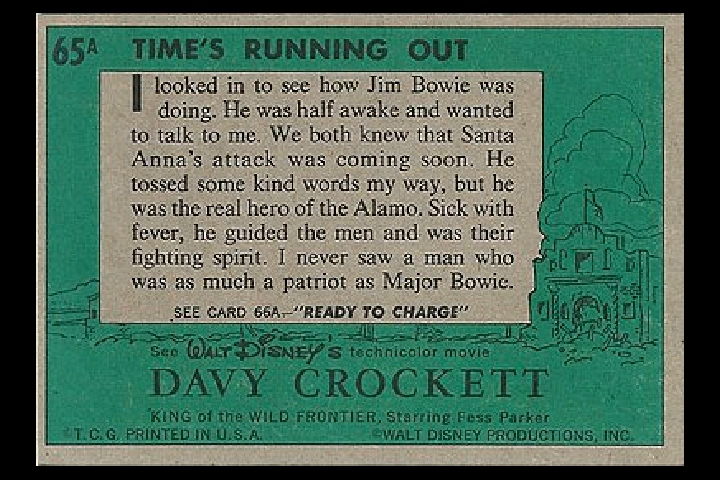 65A TIME'S RUNNING OUT
I looked in to see how Jim Bowie was
doing. He was half awake and wanted
to talk to me. We both knew that Santa
Anna's attack was coming soon. He
tossed some kind words my way, but he
was the real hero of the Alamo. Sick with
fever, he guided the men and was their
fighting spirit. I never saw a man who
was as much a patriot as Major Bowie.
SEE CARD 66A.—"READY TO CHARGE"
See WALT DISNEY'S technicolor movie
DAVY CROCKETT
KING of the WILD FRONTIER, Starring Fess Parker
©T.C.G. PRINTED IN U.S.A. ©WALT DISNEY PRODUCTIONS, INC.